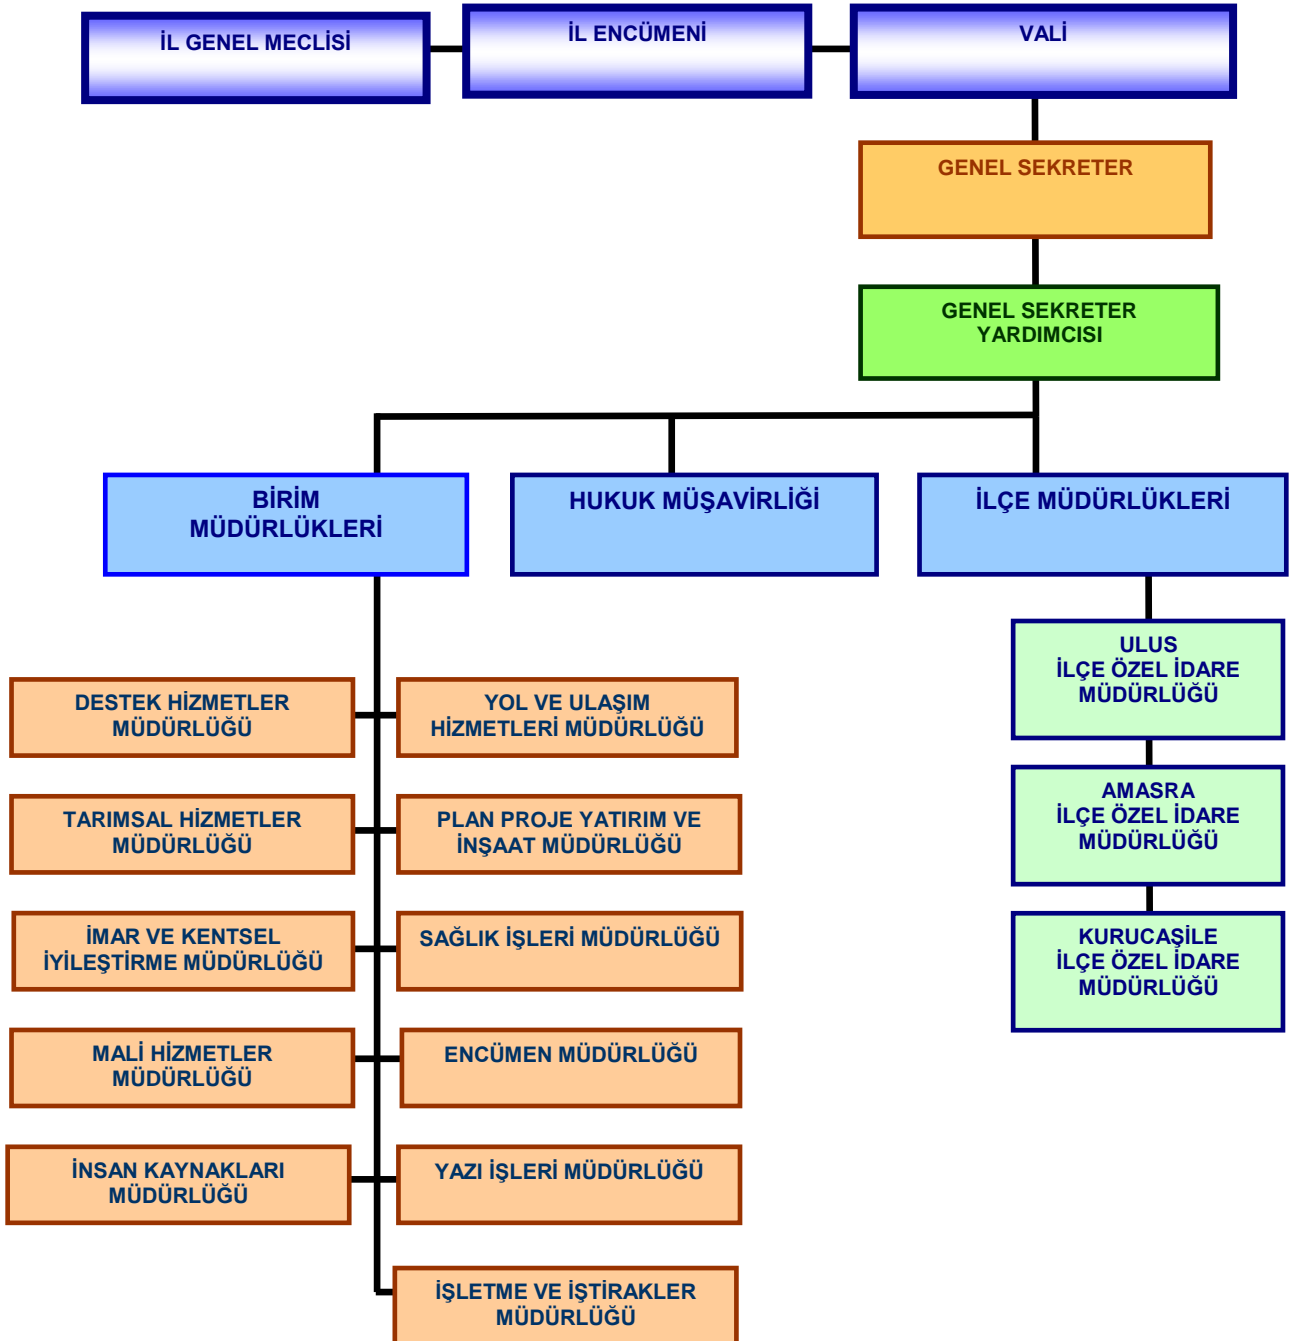 İL GENEL MECLİSİ
İL ENCÜMENİ
VALİ
GENEL SEKRETER
GENEL SEKRETER
YARDIMCISI
BİRİM
MÜDÜRLÜKLERİ
HUKUK MÜŞAVİRLİĞİ
İLÇE MÜDÜRLÜKLERİ
DESTEK HİZMETLER
MÜDÜRLÜĞÜ
YOL VE ULAŞIM
HİZMETLERİ MÜDÜRLÜĞÜ
TARIMSAL HİZMETLER
MÜDÜRLÜĞÜ
PLAN PROJE YATIRIM VE
İNŞAAT MÜDÜRLÜĞÜ
İMAR VE KENTSEL
İYİLEŞTİRME MÜDÜRLÜĞÜ
SAĞLIK İŞLERİ MÜDÜRLÜĞÜ
MALİ HİZMETLER
MÜDÜRLÜĞÜ
ENCÜMEN MÜDÜRLÜĞÜ
İNSAN KAYNAKLARI
MÜDÜRLÜĞÜ
YAZI İŞLERİ MÜDÜRLÜĞÜ
İŞLETME VE İŞTİRAKLER
MÜDÜRLÜĞÜ
ULUS
İLÇE ÖZEL İDARE
MÜDÜRLÜĞÜ
AMASRA
İLÇE ÖZEL İDARE
MÜDÜRLÜĞÜ
KURUCAŞİLE
İLÇE ÖZEL İDARE
MÜDÜRLÜĞÜ